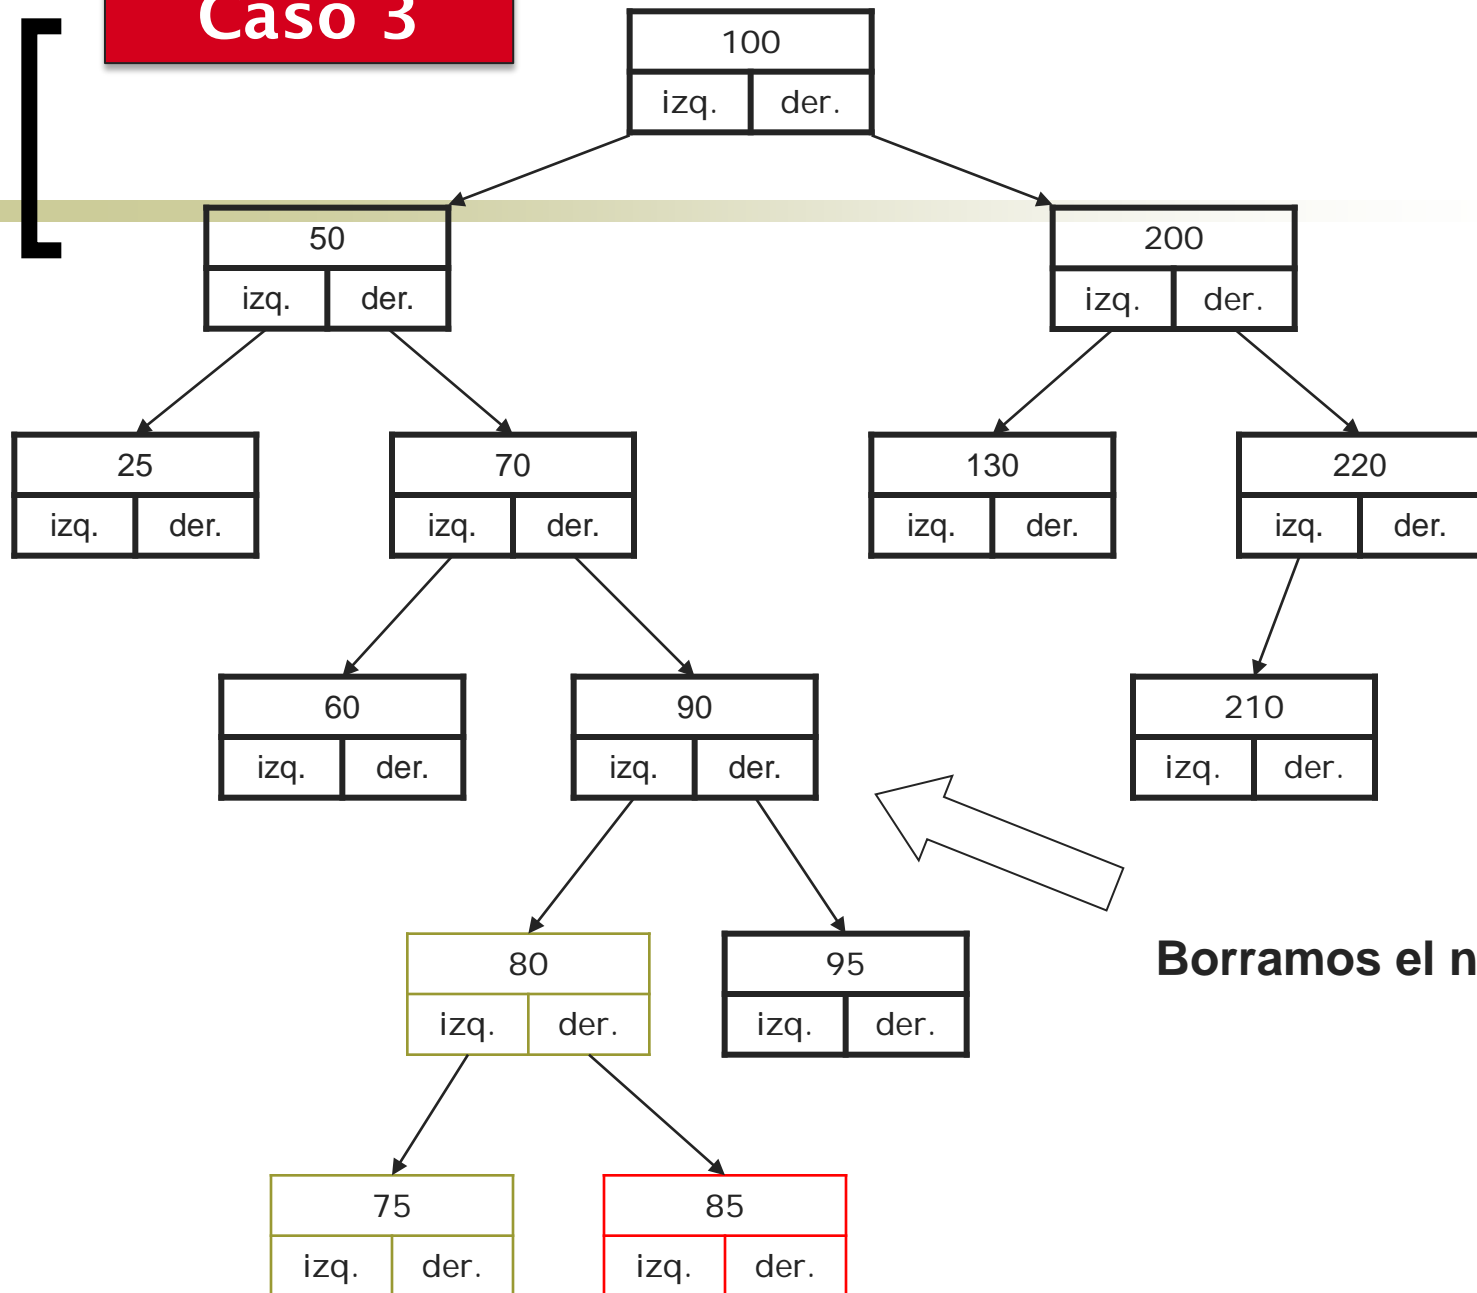 Caso 3
100
izq. der.
50
izq. der.
200
izq. der.
25
izq. der.
70
izq. der.
130
izq. der.
220
izq. der.
60
izq. der.
90
izq. der.
210
izq. der.
80
izq. der.
95
izq. der.
Borramos el n
75
izq. der.
85
izq. der.